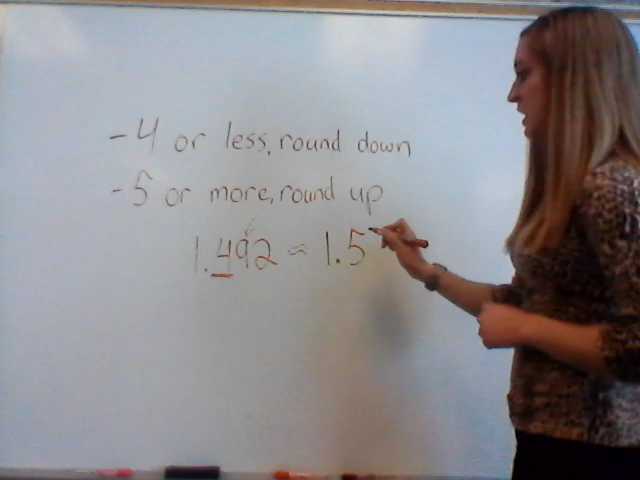 - 4 or less, round down
- 5 or more, round up
1.492 ≈ 1.5